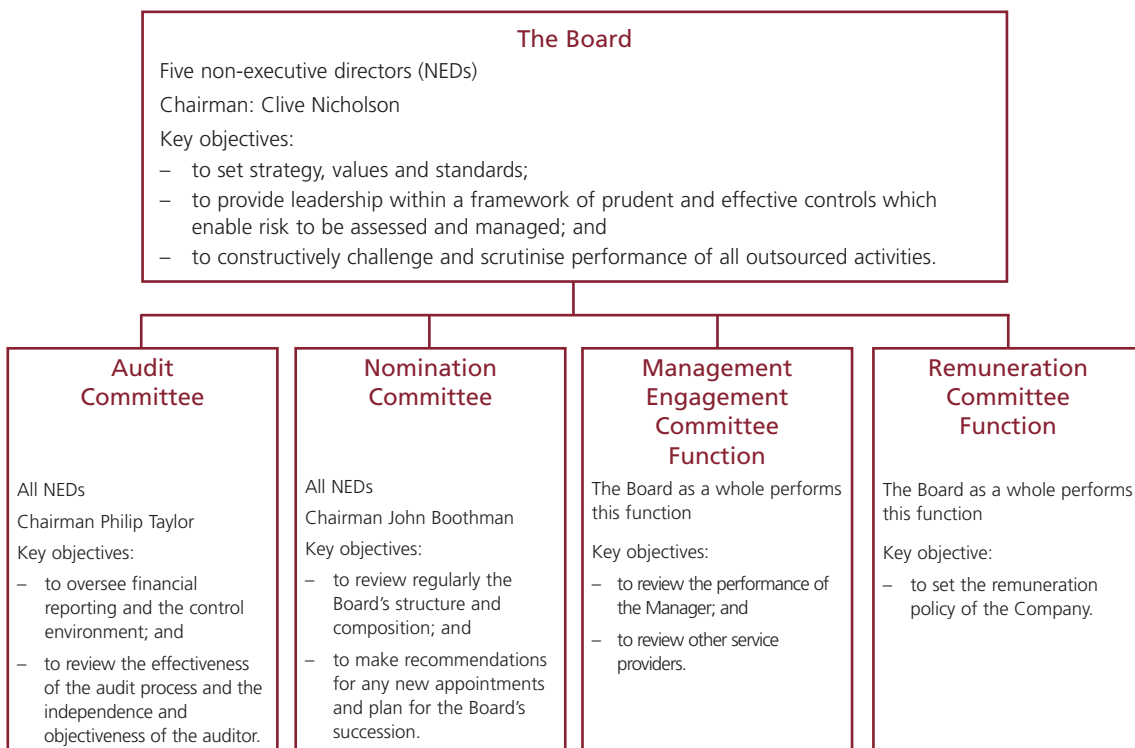 The Board
Five non-executive directors (NEDs)
Chairman: Clive Nicholson
Key objectives:
– to set strategy, values and standards;
– to provide leadership within a framework of prudent and effective controls which
enable risk to be assessed and managed; and
– to constructively challenge and scrutinise performance of all outsourced activities.
Audit
Committee
All NEDs
Chairman Philip Taylor
Key objectives:
– to oversee financial
reporting and the control
environment; and
– to review the effectiveness
of the audit process and the
independence and
objectiveness of the auditor.
Nomination
Committee
All NEDs
Chairman John Boothman
Key objectives:
– to review regularly the
Board’s structure and
composition; and
– to make recommendations
for any new appointments
and plan for the Board’s
succession.
Management
Engagement
Committee
Function
The Board as a whole performs
this function
Key objectives:
– to review the performance of
the Manager; and
– to review other service
providers.
Remuneration
Committee
Function
The Board as a whole performs
this function
Key objective:
– to set the remuneration
policy of the Company.